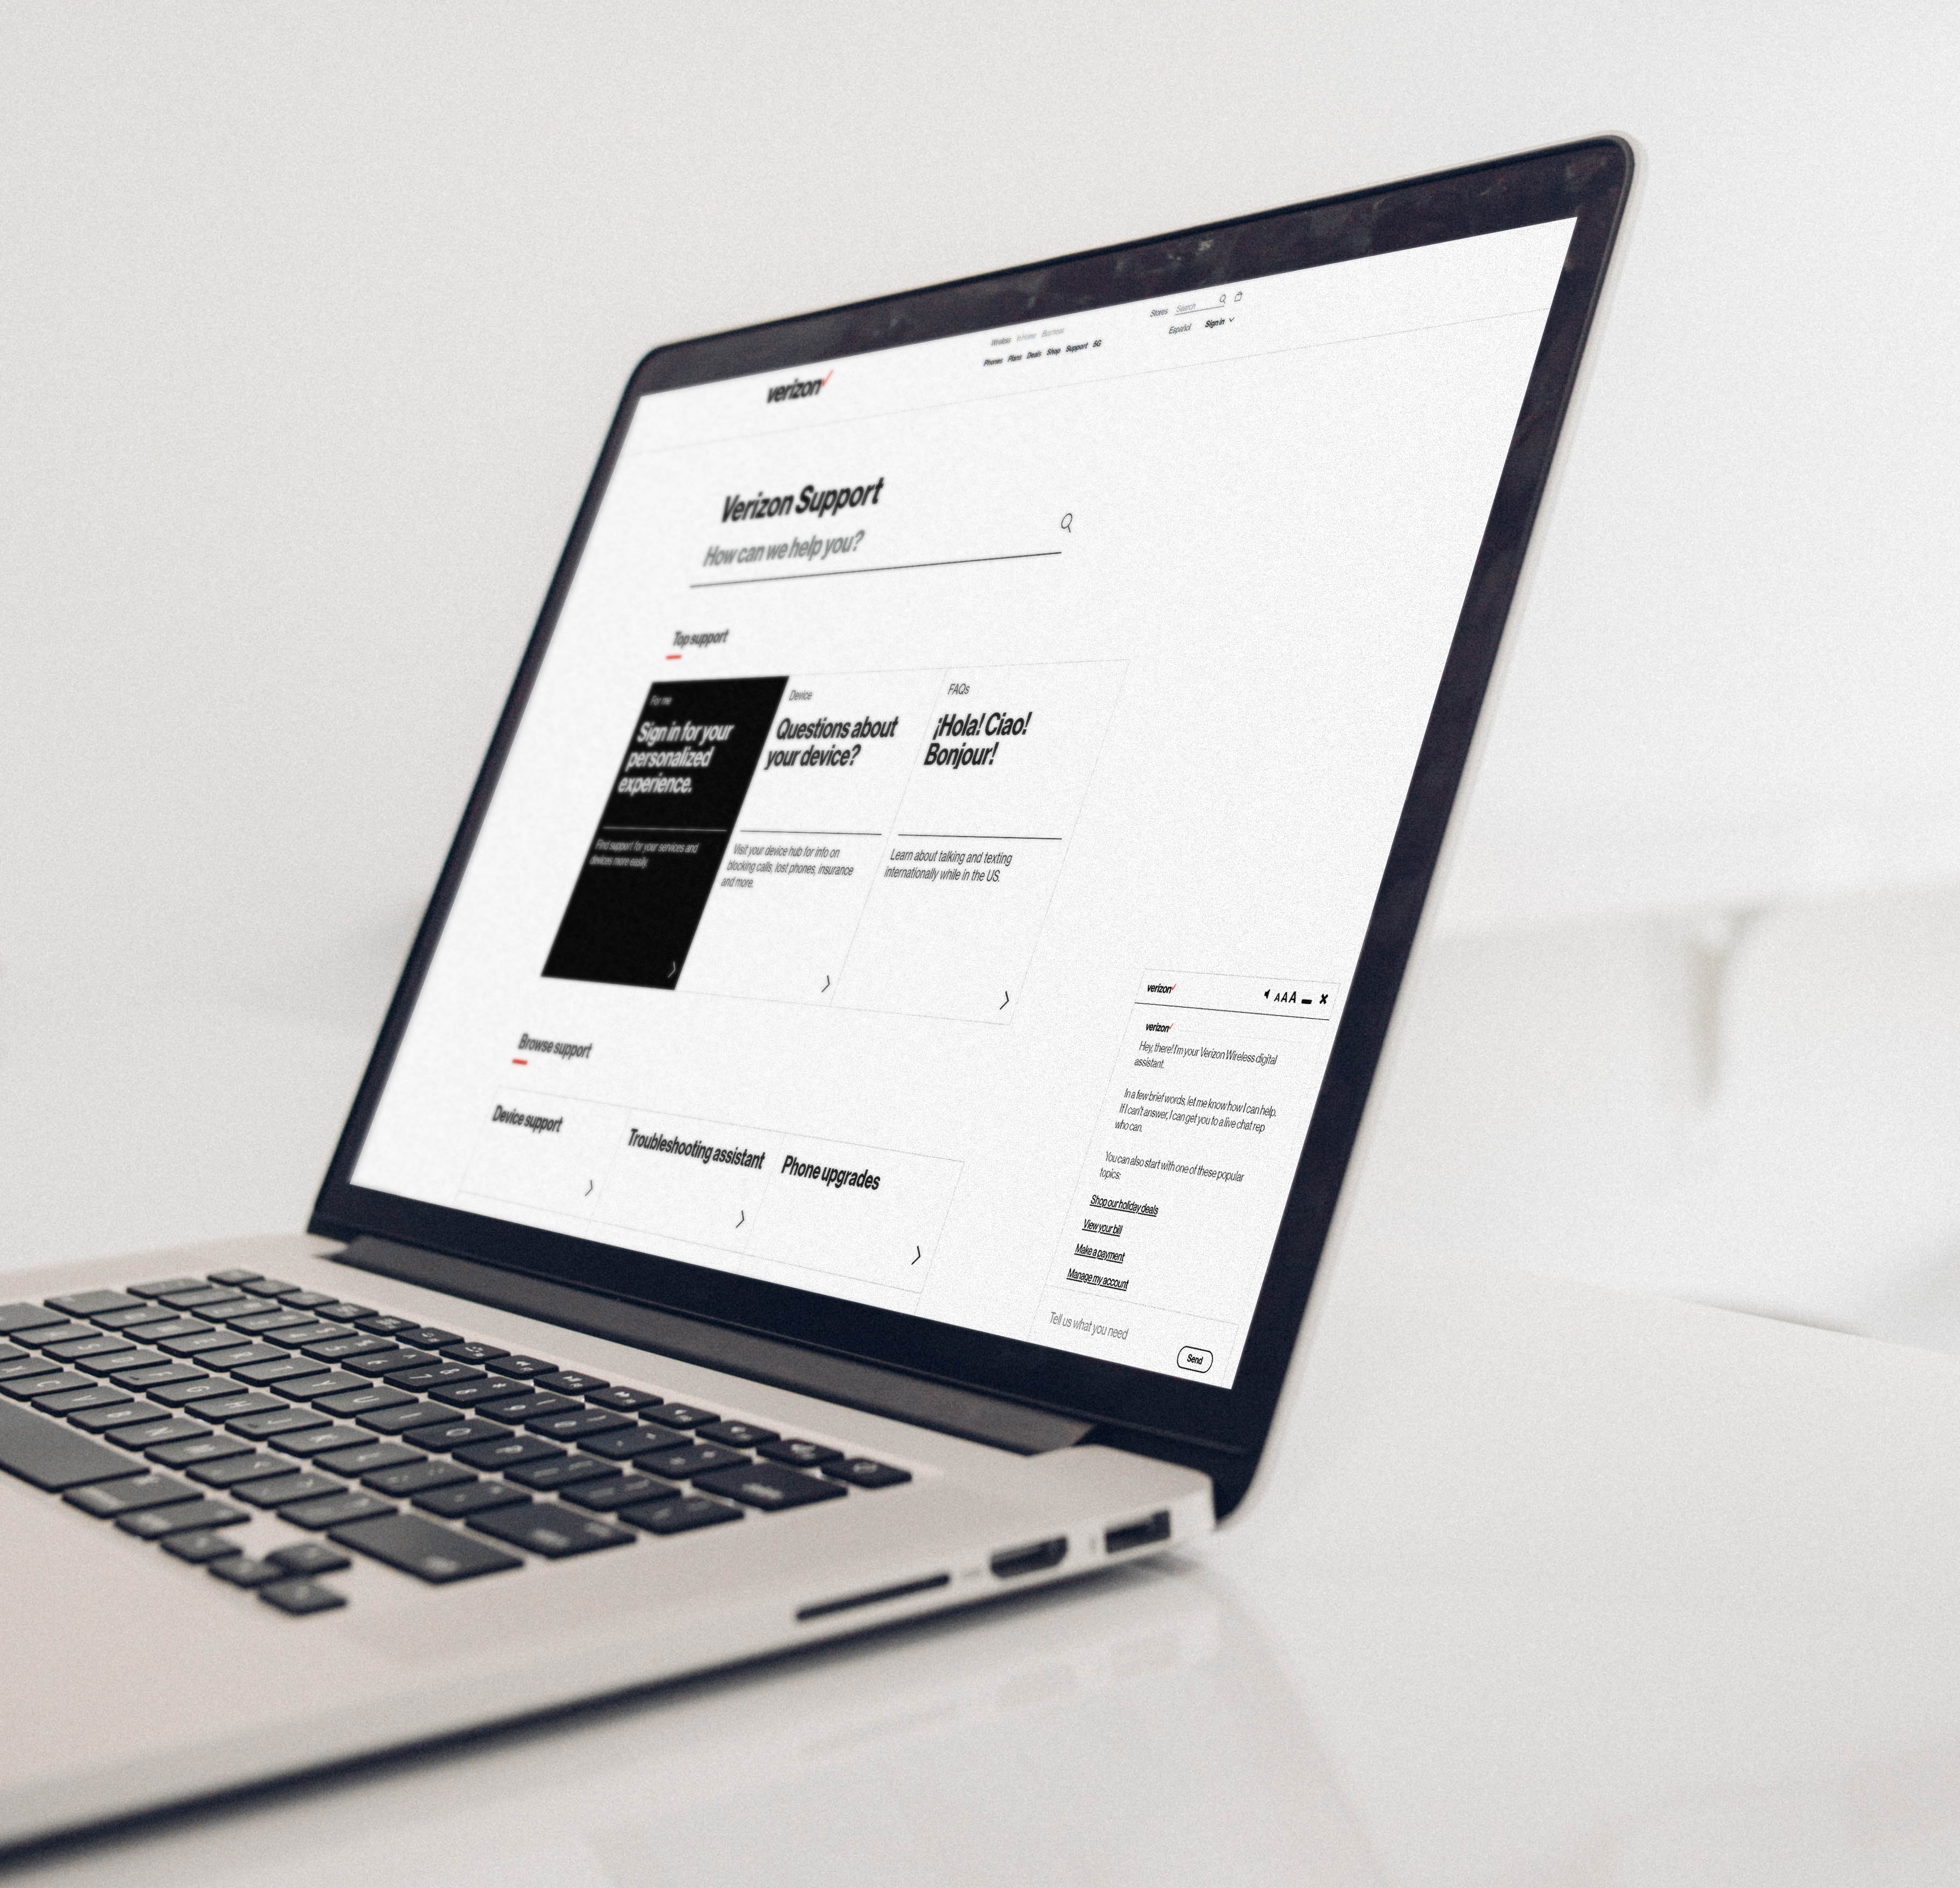 Wireless In-home Business
Stores Search
Phones Plans Deals Shop Support 5G
Español Sign in
verizon
Verizon Support
How can we help you?
Top support
For me
Sign in for your
personalized
experience.
Find support for your services and
devices more easily.
Device
Questions about
your device?
Visit your device hub for info on
blocking calls, lost phones, insurance
and more.
FAQs
¡Hola! Ciao!
Bonjour!
Learn about talking and texting
internationally while in the US.
Browse support
Device support
Troubleshooting assistant
Phone upgrades
verizon
AAA
verizon
Hey, there! I'm your Verizon Wireless digital
assistant.
In a few brief words, let me know how I can help.
If I can't answer, I can get you to a live chat rep
who can.
You can also start with one of these popular
topics:
Shop our holiday deals
View your bill
Make a payment
Manage my account
Tell us what you need
Send